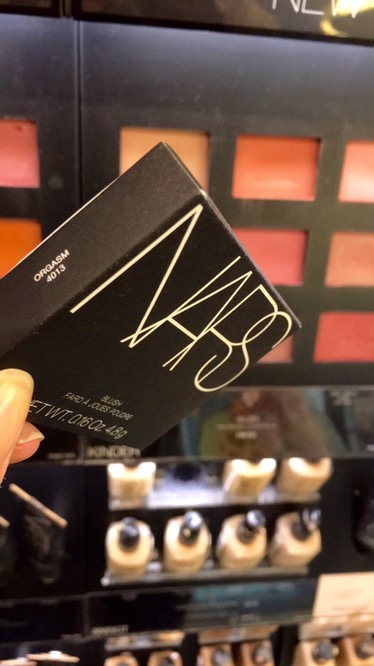 NEW
ORGASM
4013
NARS
BLUSH
FARD À JOUES POUDRE
NET WT. 0.16 Oz. 4.8g